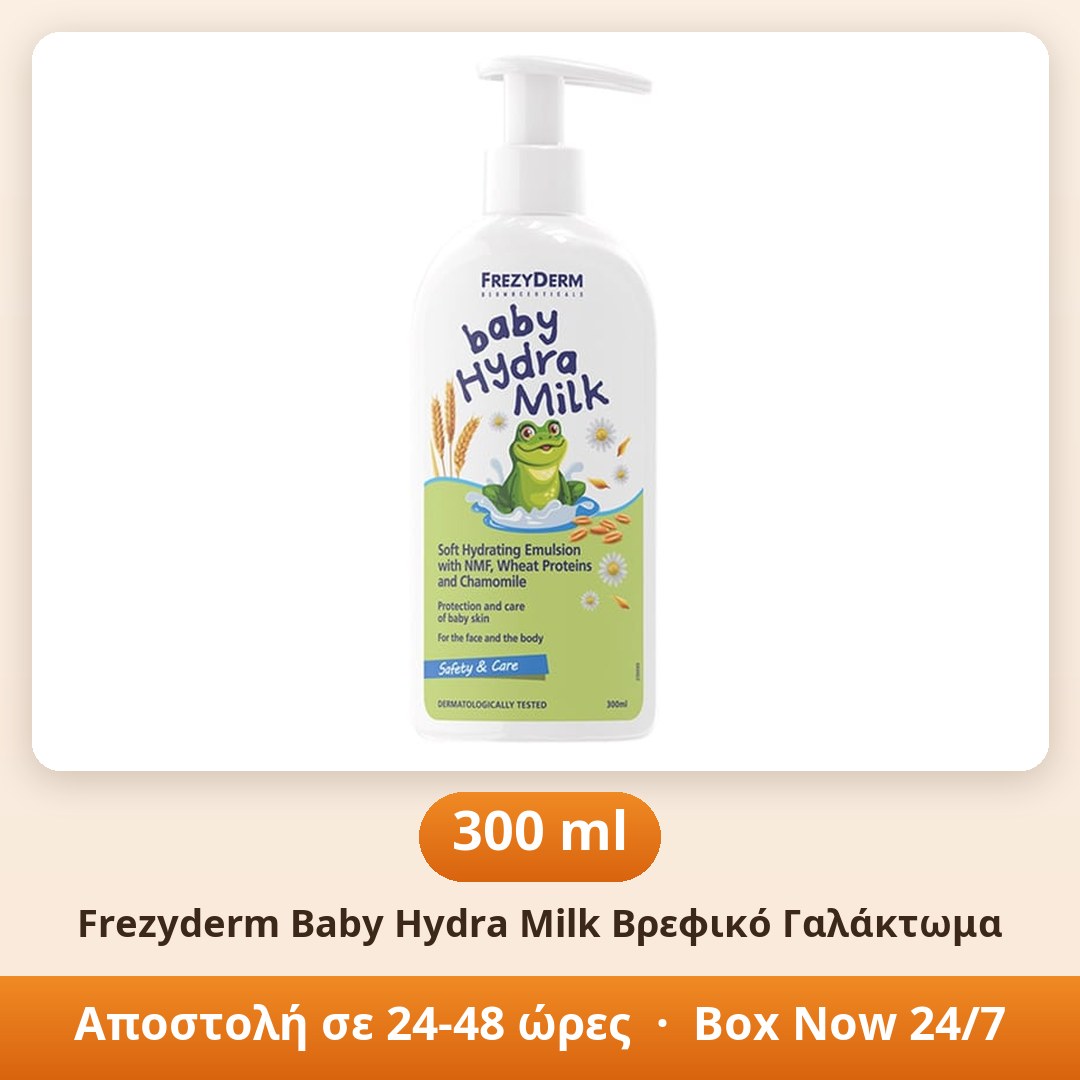 FREZYDERM
baby
Hydra
Milk
Soft Hydrating Emulsion
with NMF, Wheat Proteins
and Chamomile
Protection and care
of baby skin
For the face and the body
Safety & Care
DERMATOLOGICALLY TESTED 300ml
300 ml
Frezyderm Baby Hydra Milk Βρεφικό Γαλάκτωμα
Αποστολή σε 24-48 ώρες · Box Now 24/7